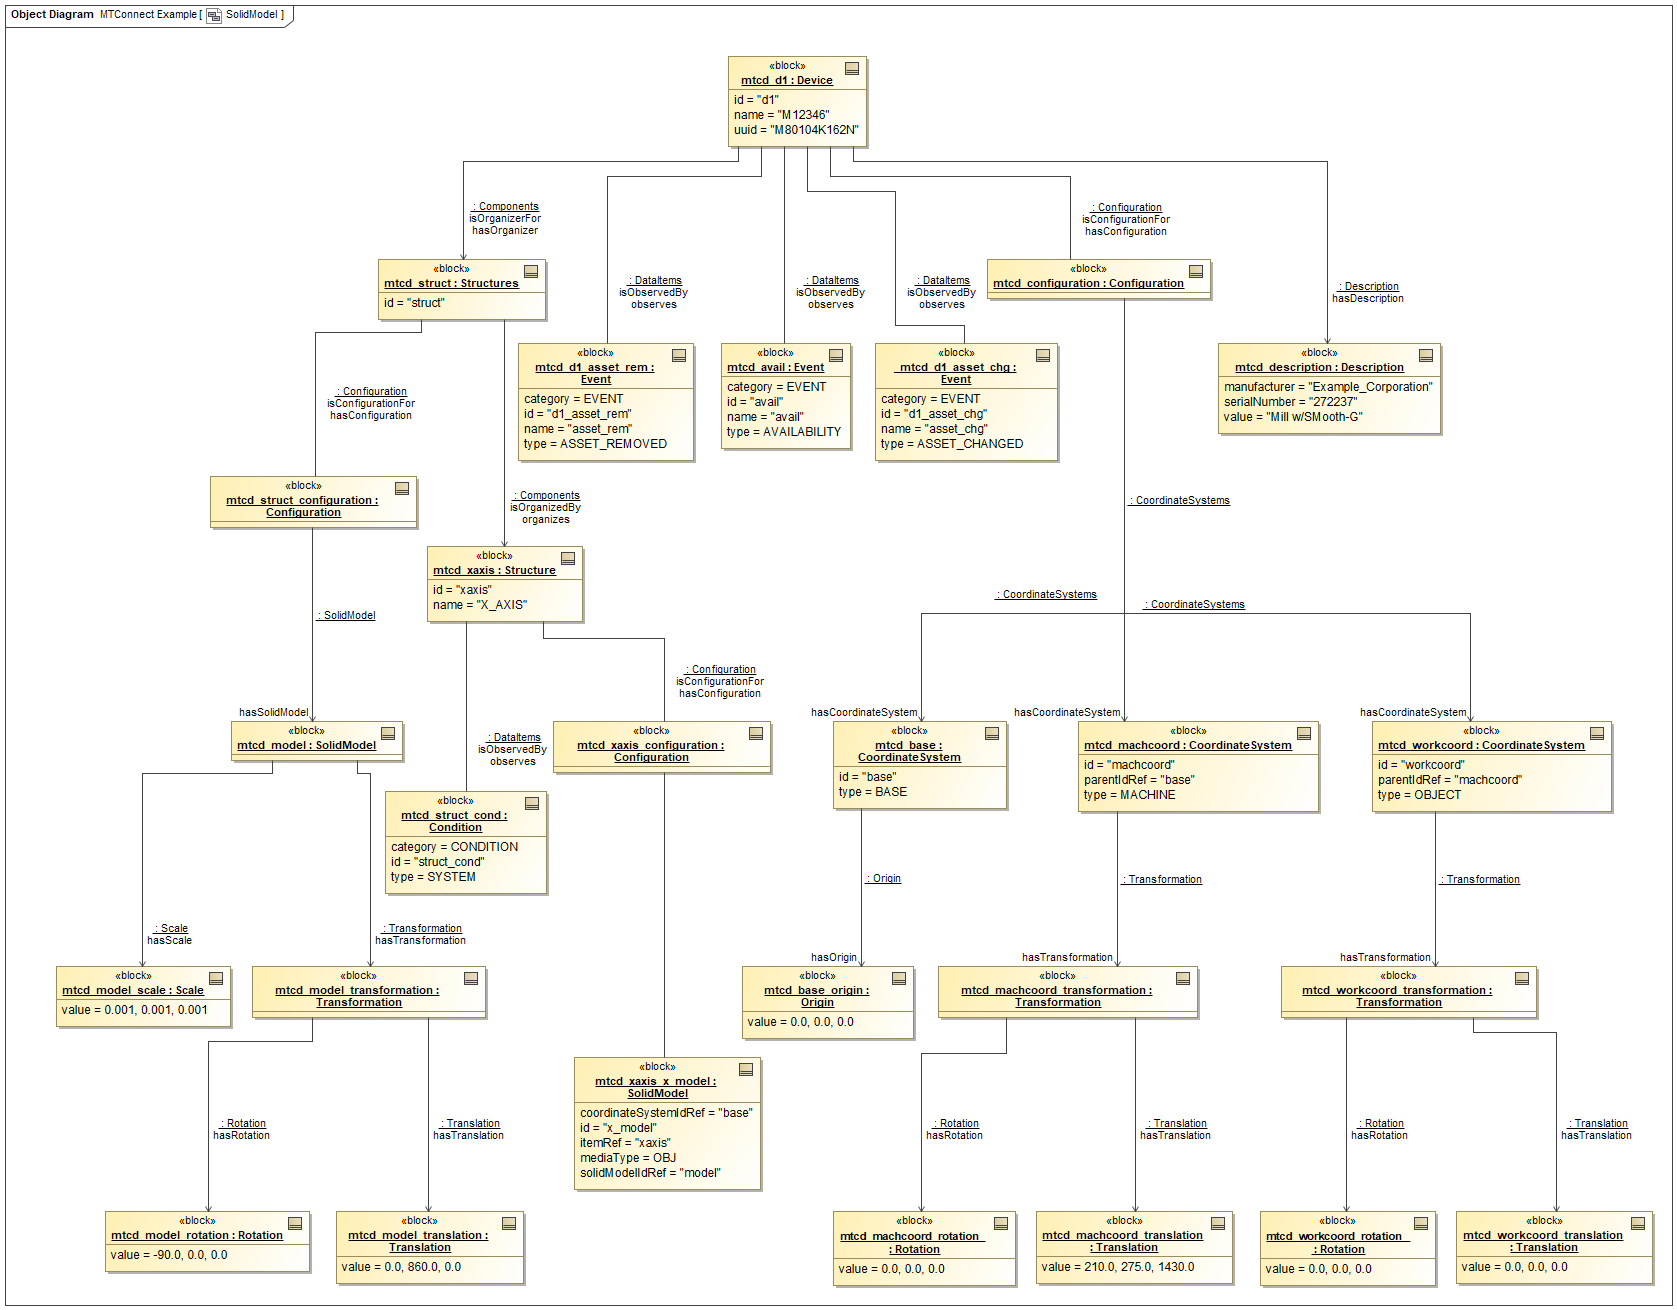 Object Diagram MTConnect Example [ SolidModel ]
«block»
mtcd_d1 : Device
id = "d1"
name = "M12346"
uuid = "M80104K162N"
: Components
isOrganizerFor
hasOrganizer
: Configuration
isConfigurationFor
hasConfiguration
«block»
mtcd_struct : Structures
id = "struct"
: DataItems
isObservedBy
observes
: DataItems
isObservedBy
observes
: DataItems
isObservedBy
observes
«block»
mtcd_configuration : Configuration
: Description
hasDescription
«block»
mtcd_d1_asset_rem :
Event
category = EVENT
id = "d1_asset_rem"
name = "asset_rem"
type = ASSET_REMOVED
«block»
mtcd_avail : Event
category = EVENT
id = "avail"
name = "avail"
type = AVAILABILITY
«block»
mtcd_d1_asset_chg :
Event
category = EVENT
id = "d1_asset_chg"
name = "asset_chg"
type = ASSET_CHANGED
«block»
mtcd_description : Description
manufacturer = "Example_Corporation"
serialNumber = "272237"
value = "Mill w/SMooth-G"
: Configuration
isConfigurationFor
hasConfiguration
«block»
mtcd_struct_configuration :
Configuration
: Components
isOrganizedBy
organizes
: CoordinateSystems
«block»
mtcd_xaxis : Structure
id = "xaxis"
name = "X_AXIS"
: SolidModel
: CoordinateSystems
: CoordinateSystems
: Configuration
isConfigurationFor
hasConfiguration
hasSolidModel
hasCoordinateSystem
hasCoordinateSystem
hasCoordinateSystem
«block»
mtcd_model : SolidModel
: DataItems
isObservedBy
observes
«block»
mtcd_xaxis_configuration :
Configuration
«block»
mtcd_base :
CoordinateSystem
id = "base"
type = BASE
«block»
mtcd_machcoord : CoordinateSystem
id = "machcoord"
parentIdRef = "base"
type = MACHINE
«block»
mtcd_workcoord : CoordinateSystem
id = "workcoord"
parentIdRef = "machcoord"
type = OBJECT
«block»
mtcd_struct_cond :
Condition
category = CONDITION
id = "struct_cond"
type = SYSTEM
: Origin
: Transformation
: Transformation
: Scale
hasScale
: Transformation
hasTransformation
hasOrigin
hasTransformation
hasTransformation
«block»
mtcd_model_scale : Scale
value = 0.001, 0.001, 0.001
«block»
mtcd_model_transformation :
Transformation
«block»
mtcd_base_origin :
Origin
value = 0.0, 0.0, 0.0
«block»
mtcd_machcoord_transformation :
Transformation
«block»
mtcd_workcoord_transformation :
Transformation
«block»
mtcd_xaxis_x_model :
SolidModel
coordinateSystemIdRef = "base"
id = "x_model"
itemRef = "xaxis"
mediaType = OBJ
solidModelIdRef = "model"
: Rotation
hasRotation
: Translation
hasTranslation
: Rotation
hasRotation
: Translation
hasTranslation
: Rotation
hasRotation
: Translation
hasTranslation
«block»
mtcd_model_rotation : Rotation
value = -90.0, 0.0, 0.0
«block»
mtcd_model_translation :
Translation
value = 0.0, 860.0, 0.0
«block»
mtcd_machcoord_rotation
: Rotation
value = 0.0, 0.0, 0.0
«block»
mtcd_machcoord_translation
: Translation
value = 210.0, 275.0, 1430.0
«block»
mtcd_workcoord_rotation
: Rotation
value = 0.0, 0.0, 0.0
«block»
mtcd_workcoord_translation
: Translation
value = 0.0, 0.0, 0.0